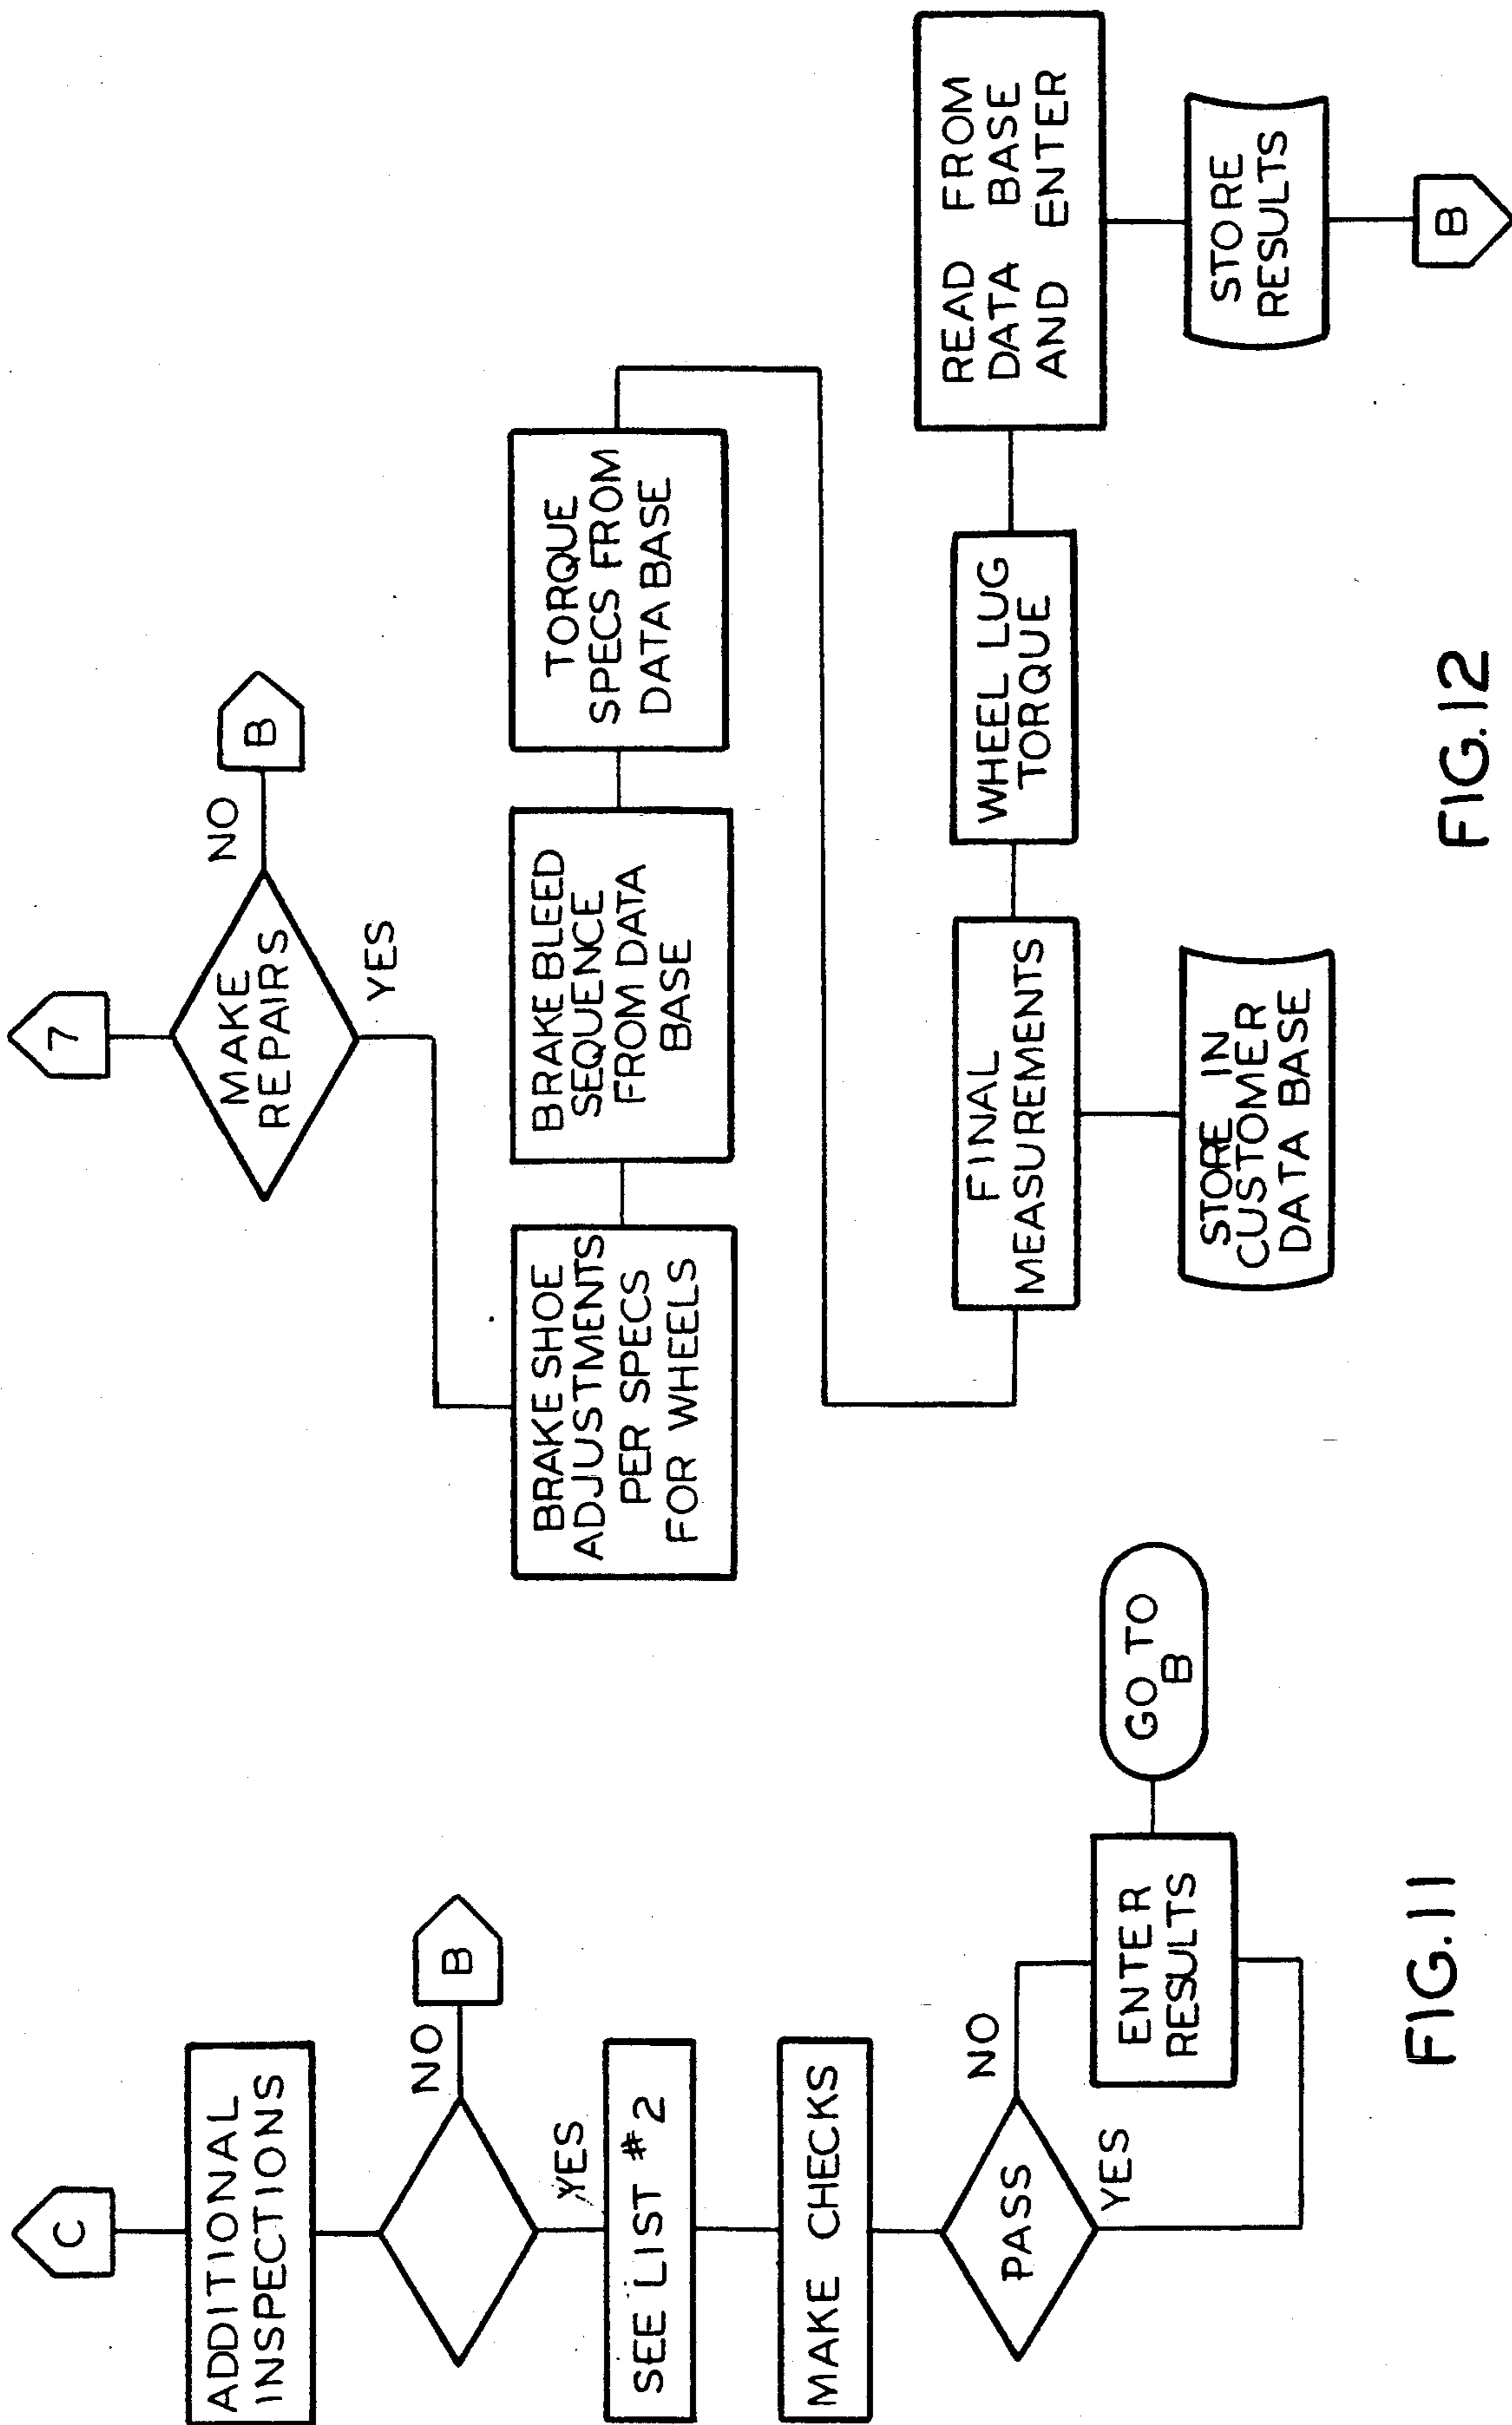 C
ADDITIONAL
INSPECTIONS
NO
B
YES
SEE LIST #2
MAKE CHECKS
PASS
NO
YES
ENTER
RESULTS
GO TO
B
FIG.11
7
MAKE
REPAIRS
NO
B
YES
BRAKE SHOE
ADJUSTMENTS
PER SPECS
FOR WHEELS
BRAKE BLEED
SEQUENCE
FROM DATA
BASE
TORQUE
SPECS FROM
DATA BASE
FINAL
MEASUREMENTS
STORE IN
CUSTOMER
DATA BASE
WHEEL LUG
TORQUE
READ FROM
DATA BASE
AND ENTER
STORE
RESULTS
B
FIG.12